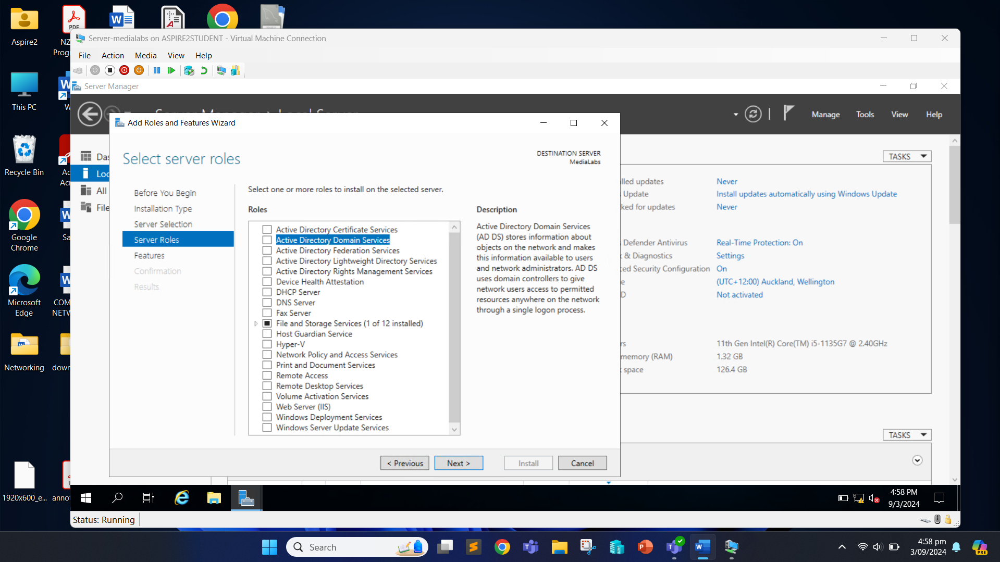 Aspire2
NZ
Progr
This PC
W
Recycle Bin
Ac
Acr
Google
Chrome
Sa
Microsoft
Edge
COM
NETW
Networking
down
1920x600_e...
annot
Server-medialabs on ASPIRE2STUDENT - Virtual Machine Connection
File Action Media View Help
Server Manager
Manage Tools View Help
Das
Loc
All
File
Add Roles and Features Wizard
Select server roles
DESTINATION SERVER
MediaLabs
Before You Begin
Installation Type
Server Selection
Server Roles
Features
Confirmation
Results
Select one or more roles to install on the selected server.
Roles
Active Directory Certificate Services
Active Directory Domain Services
Active Directory Federation Services
Active Directory Lightweight Directory Services
Active Directory Rights Management Services
Device Health Attestation
DHCP Server
DNS Server
Fax Server
File and Storage Services (1 of 12 installed)
Host Guardian Service
Hyper-V
Network Policy and Access Services
Print and Document Services
Remote Access
Remote Desktop Services
Volume Activation Services
Web Server (IIS)
Windows Deployment Services
Windows Server Update Services
Description
Active Directory Domain Services
(AD DS) stores information about
objects on the network and makes
this information available to users
and network administrators. AD DS
uses domain controllers to give
network users access to permitted
resources anywhere on the network
through a single logon process.
< Previous
Next >
Install
Cancel
TASKS
lled updates Never
Update Install updates automatically using Windows Update
ked for updates Never
Defender Antivirus Real-Time Protection: On
& Diagnostics Settings
ced Security Configuration On
e (UTC+12:00) Auckland, Wellington
D Not activated
rs 11th Gen Intel(R) Core(TM) i5-1135G7 @ 2.40GHz
memory (RAM) 1.32 GB
space 126.4 GB
TASKS
4:58 PM
9/3/2024
Status: Running
Search
4:58 pm
3/09/2024